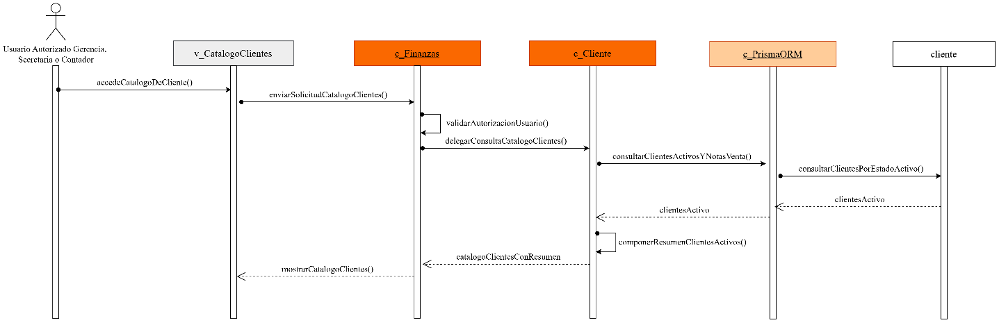 Usuario Autorizado Gerencia,
Secretaria o Contador
v_CatalogoClientes
c_Finanzas
c_Cliente
c_PrismaORM
cliente
accedeCatalogoDeCliente()
enviarSolicitudCatalogoClientes()
validarAutorizacionUsuario()
delegarConsultaCatalogoClientes()
consultarClientesActivosYNotasVenta()
consultarClientesPorEstadoActivo()
clientesActivo
clientesActivo
componerResumenClientesActivos()
catalogoClientesConResumen
mostrarCatalogoClientes()